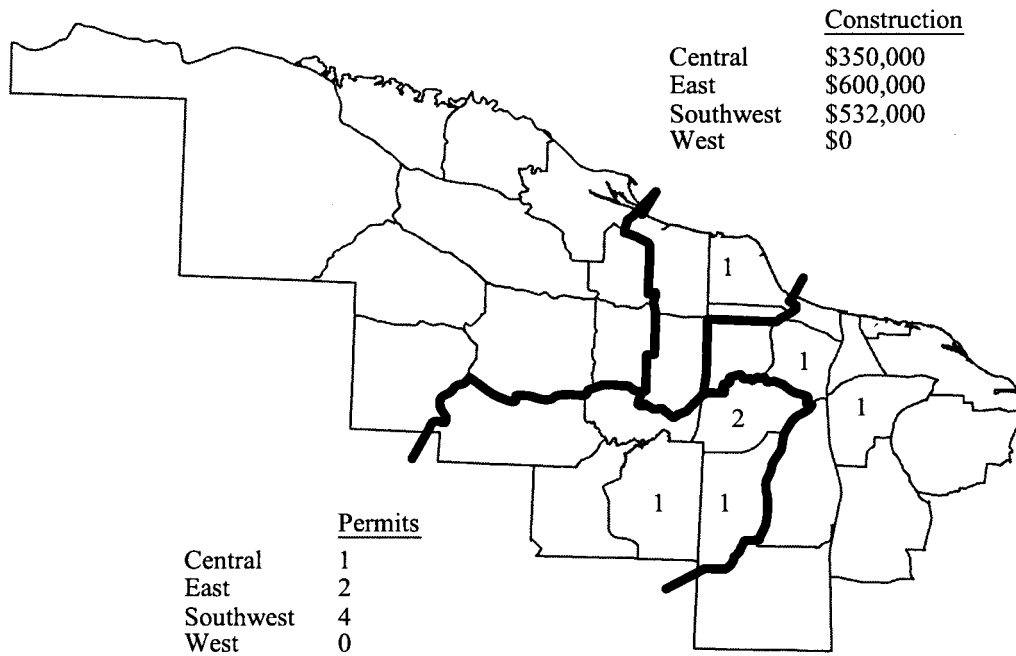 Construction
Central $350,000
East $600,000
Southwest $532,000
West $0
1
1
2
1
1
1
Permits
Central 1
East 2
Southwest 4
West 0